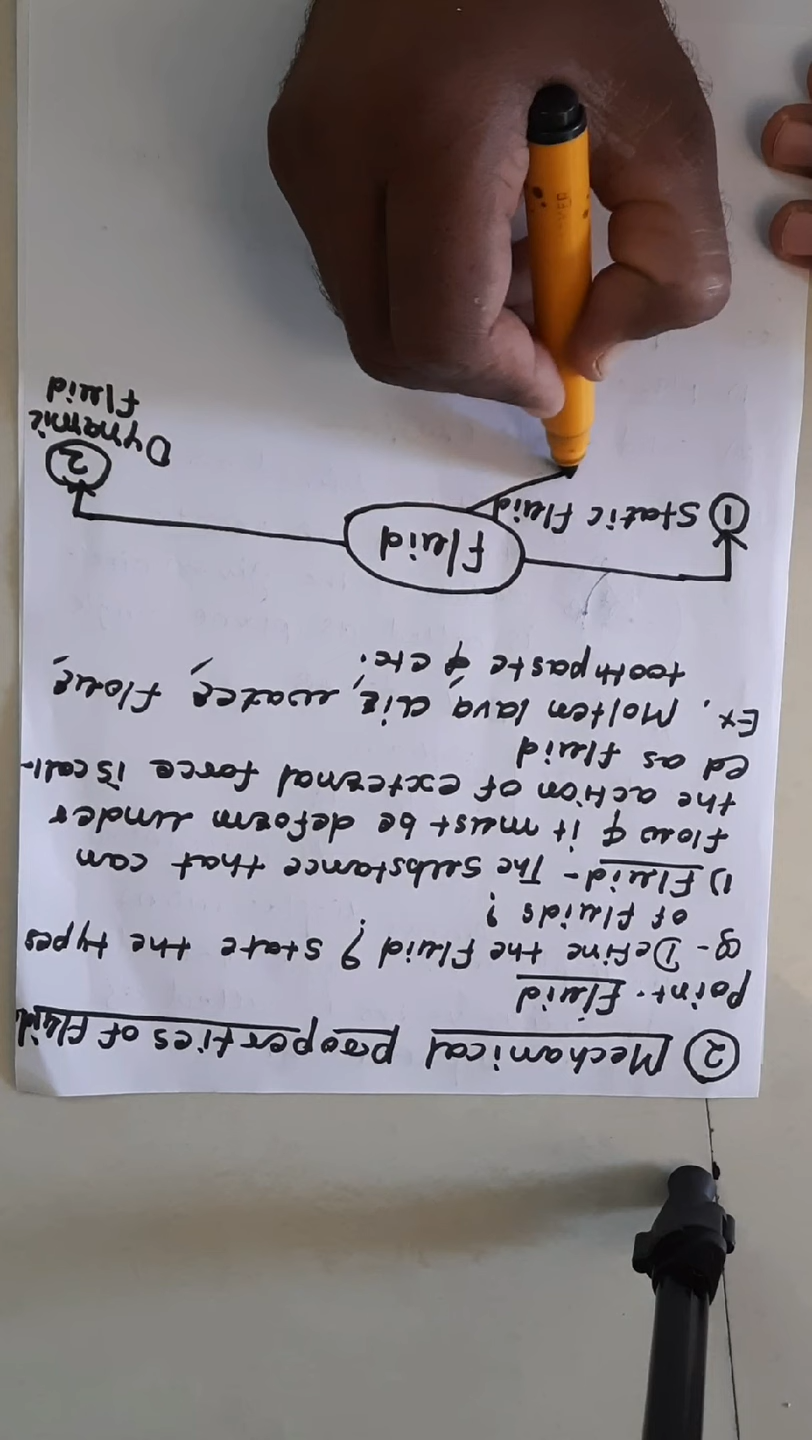 ② Mechanical properties of Fluid
Point. Fluid
Q- Define the fluid? State the types
of fluids?
1) Fluid - The substance that can
flow & it must be deform under
the action of external force is call-
ed as fluid
Ex. Molten lava, air, water, flour,
toothpaste & etc.
Fluid
① Static Fluid
② Dynamic
Fluid